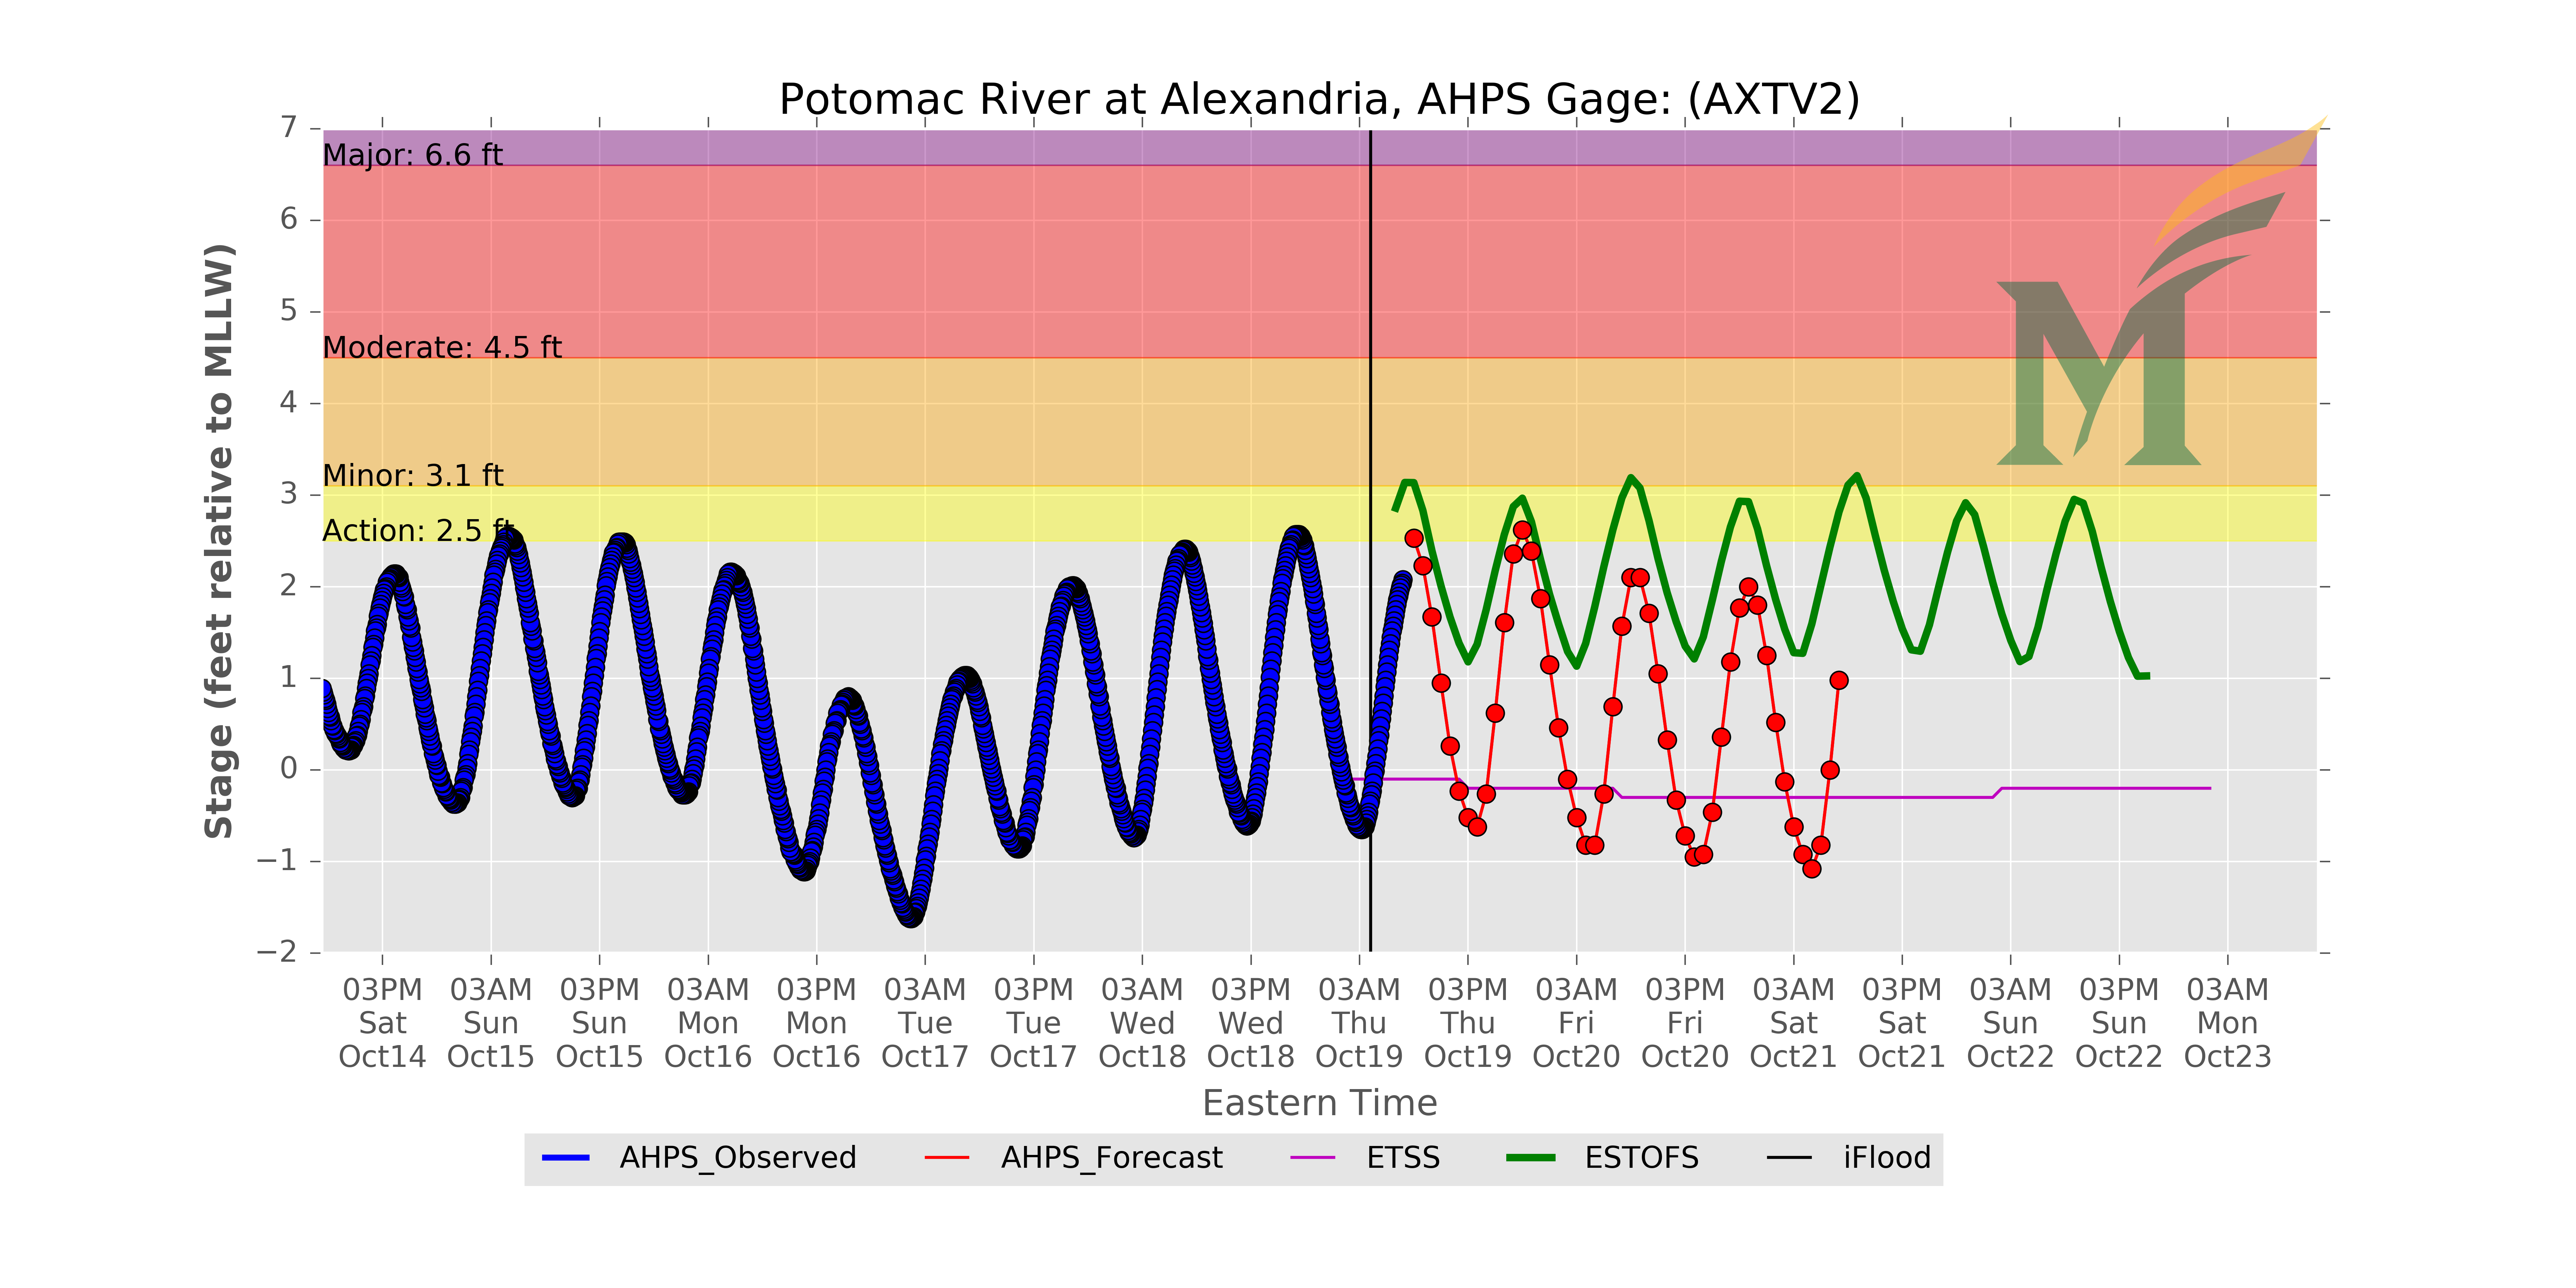 Potomac River at Alexandria, AHPS Gage: (AXTV2)
7
Major: 6.6 ft
6
5
Moderate: 4.5 ft
4
Minor: 3.1 ft
3
Action: 2.5 ft
2
1
0
−1
−2
Stage (feet relative to MLLW)
03PM 03AM 03PM 03AM 03PM 03AM 03PM 03AM 03PM 03AM 03PM 03AM 03PM 03AM 03PM 03AM 03PM 03AM
Sat Sun Sun Mon Mon Tue Tue Wed Wed Thu Thu Fri Fri Sat Sat Sun Sun Mon
Oct14 Oct15 Oct15 Oct16 Oct16 Oct17 Oct17 Oct18 Oct18 Oct19 Oct19 Oct20 Oct20 Oct21 Oct21 Oct22 Oct22 Oct23
Eastern Time
AHPS_Observed AHPS_Forecast ETSS ESTOFS iFlood